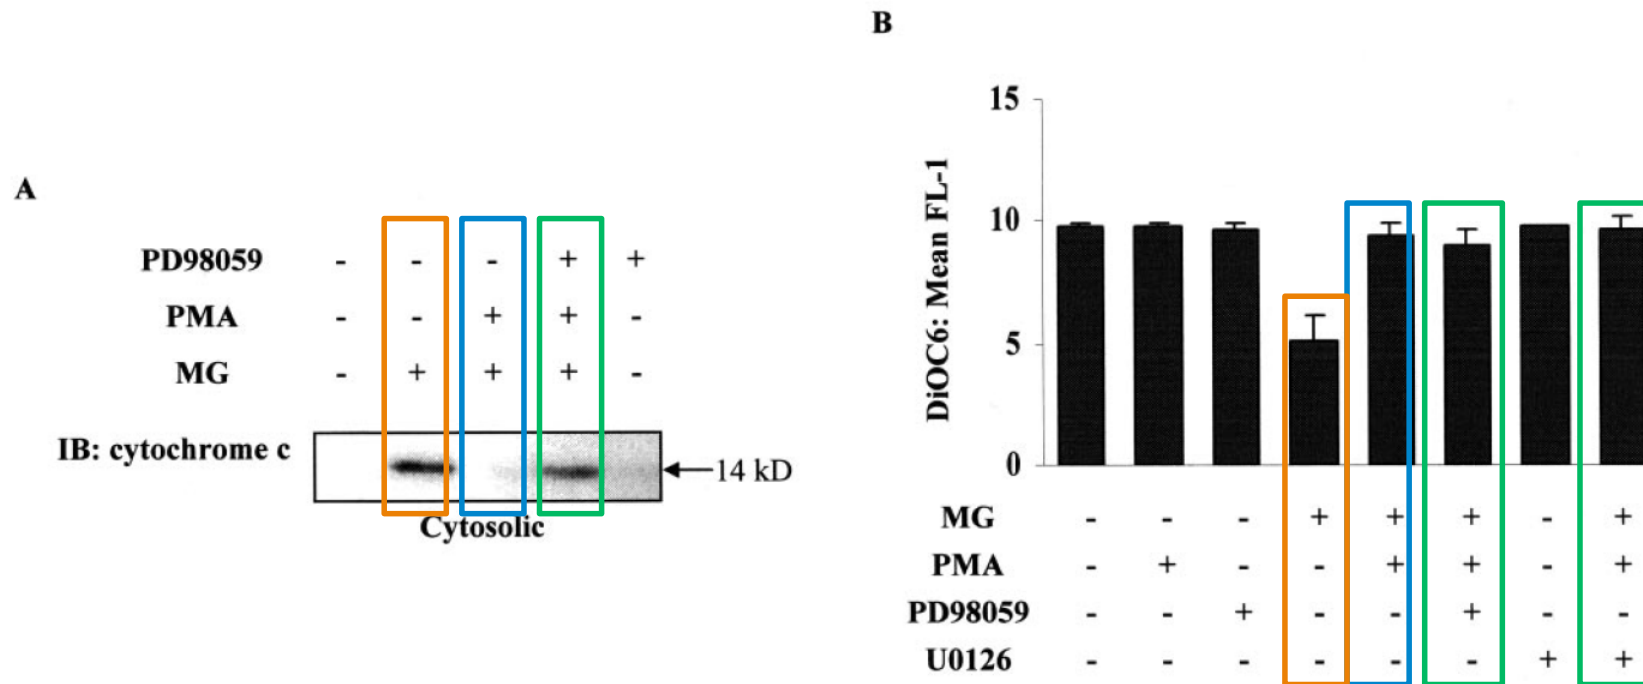 A
PD98059 - - - + +
PMA - - + + -
MG - + + + -
IB: cytochrome c
14 kD
Cytosolic
B
DiOC6: Mean FL-1
15
10
5
0
MG - - - + + + - +
PMA - + - - + + - +
PD98059 - - + - - + - -
U0126 - - - - - - + +